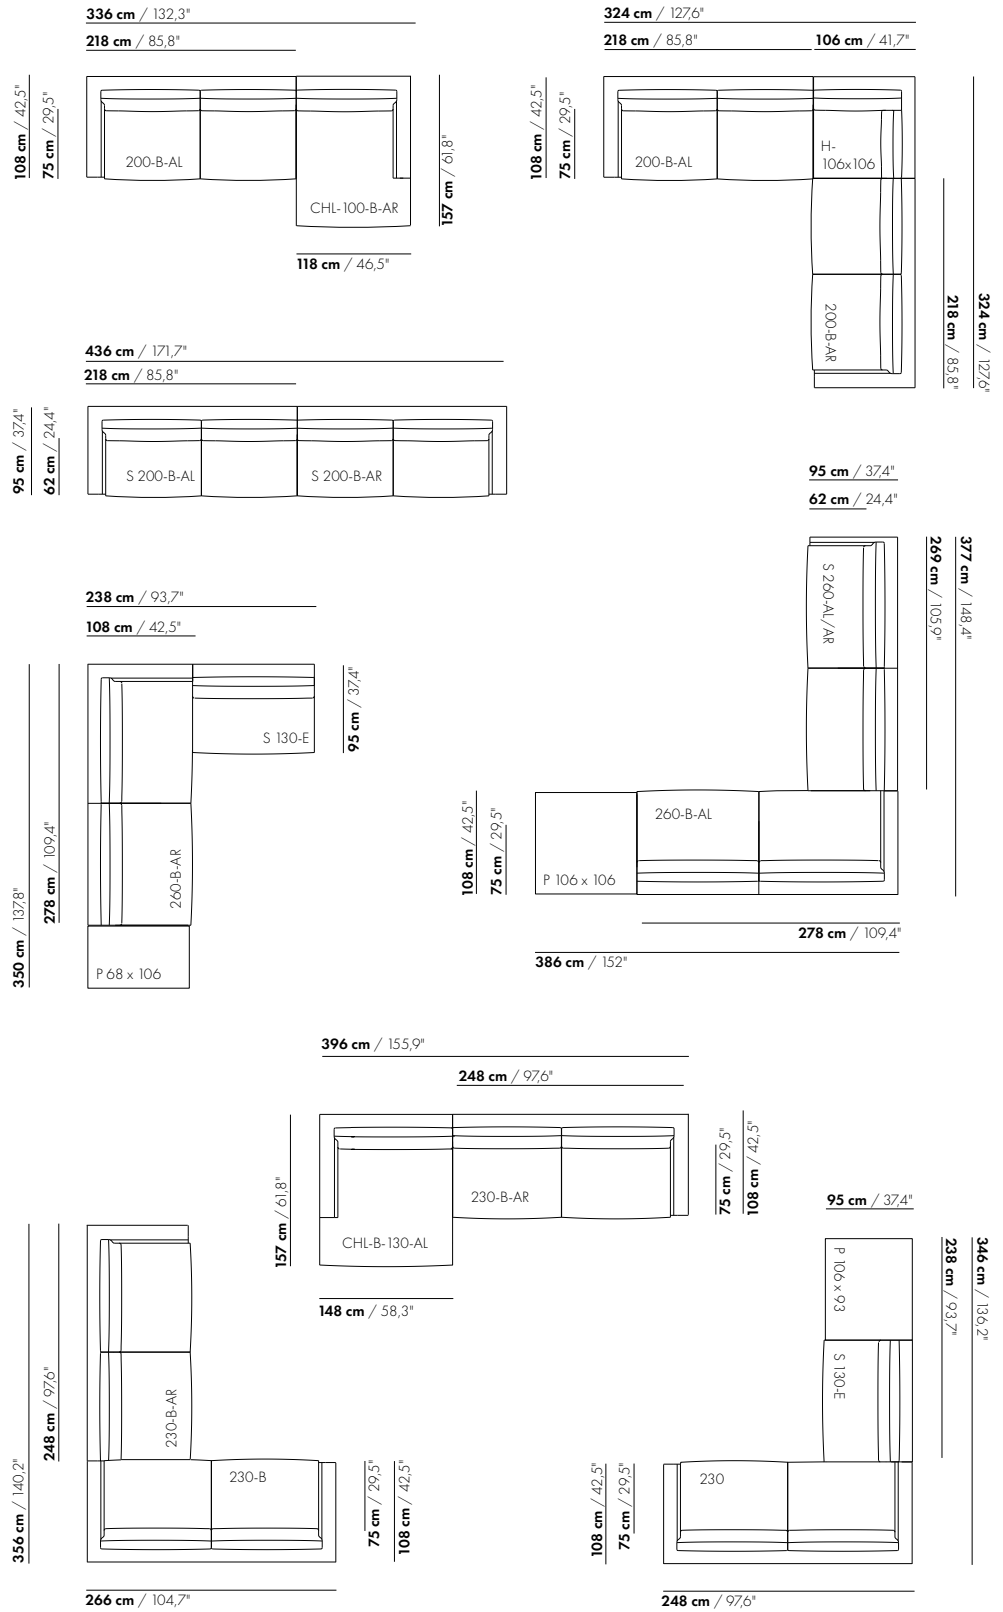 336 cm / 132,3"
218 cm / 85,8"
108 cm / 42,5"
75 cm / 29,5"
200-B-AL
CHL-100-B-AR
157 cm / 61,8"
118 cm / 46,5"
324 cm / 127,6"
218 cm / 85,8"
106 cm / 41,7"
108 cm / 42,5"
75 cm / 29,5"
200-B-AL
H-
106x106
200-B-AR
218 cm / 85,8"
324 cm / 127,6"
436 cm / 171,7"
218 cm / 85,8"
95 cm / 37,4"
62 cm / 24,4"
S 200-B-AL
S 200-B-AR
95 cm / 37,4"
62 cm / 24,4"
S 260-AL/AR
269 cm / 105,9"
377 cm / 148,4"
108 cm / 42,5"
75 cm / 29,5"
260-B-AL
P 106 x 106
278 cm / 109,4"
386 cm / 152"
238 cm / 93,7"
108 cm / 42,5"
S 130-E
95 cm / 37,4"
350 cm / 137,8"
278 cm / 109,4"
260-B-AR
P 68 x 106
396 cm / 155,9"
248 cm / 97,6"
157 cm / 61,8"
230-B-AR
CHL-B-130-AL
75 cm / 29,5"
108 cm / 42,5"
148 cm / 58,3"
356 cm / 140,2"
248 cm / 97,6"
230-B-AR
230-B
75 cm / 29,5"
108 cm / 42,5"
266 cm / 104,7"
95 cm / 37,4"
P 106 x 93
S 130-E
238 cm / 93,7"
346 cm / 136,2"
108 cm / 42,5"
75 cm / 29,5"
230
248 cm / 97,6"